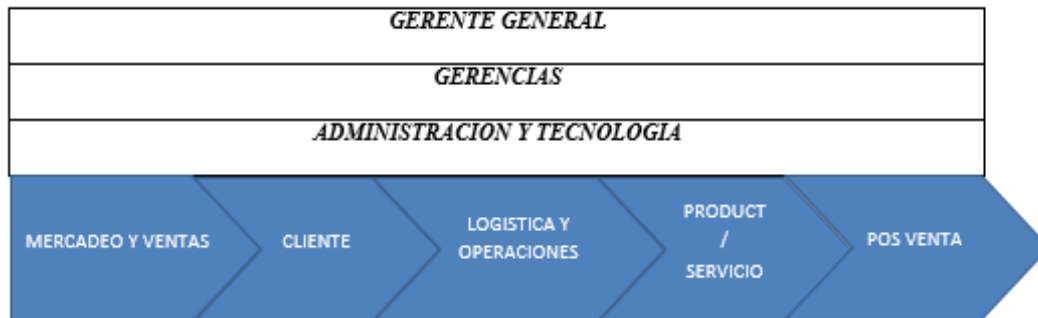 GERENTE GENERAL
GERENCIAS
ADMINISTRACION Y TECNOLOGIA
MERCADEO Y VENTAS
CLIENTE
LOGISTICA Y
OPERACIONES
PRODUCT
/
SERVICIO
POS VENTA